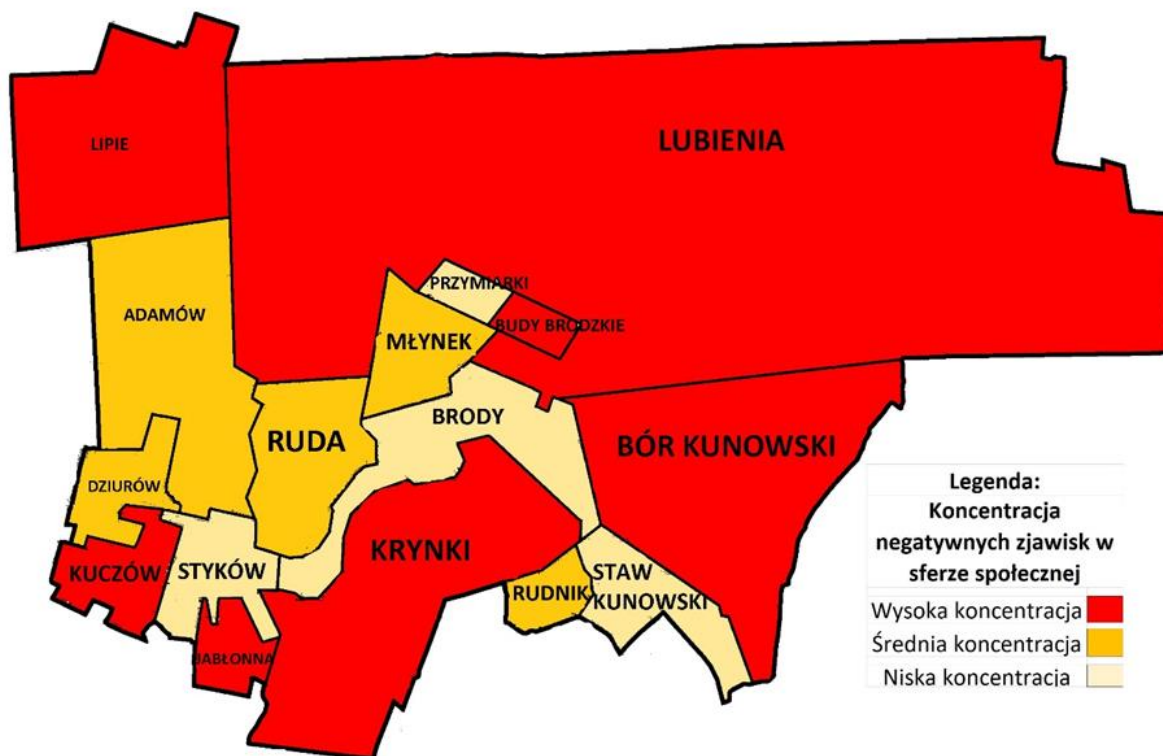 LIPIE
LUBIENIA
PRZYMIARKI
ADAMÓW
BUDY BRODZKIE
MŁYNEK
BRODY
RUDA
BÓR KUNOWSKI
DZIURÓW
KRYNKI
KUCZÓW
STYKÓW
STAW
KUNOWSKI
RUDNIK
JABŁONNA
Legenda:
Koncentracja
negatywnych zjawisk w
sferze społecznej
Wysoka koncentracja
Średnia koncentracja
Niska koncentracja